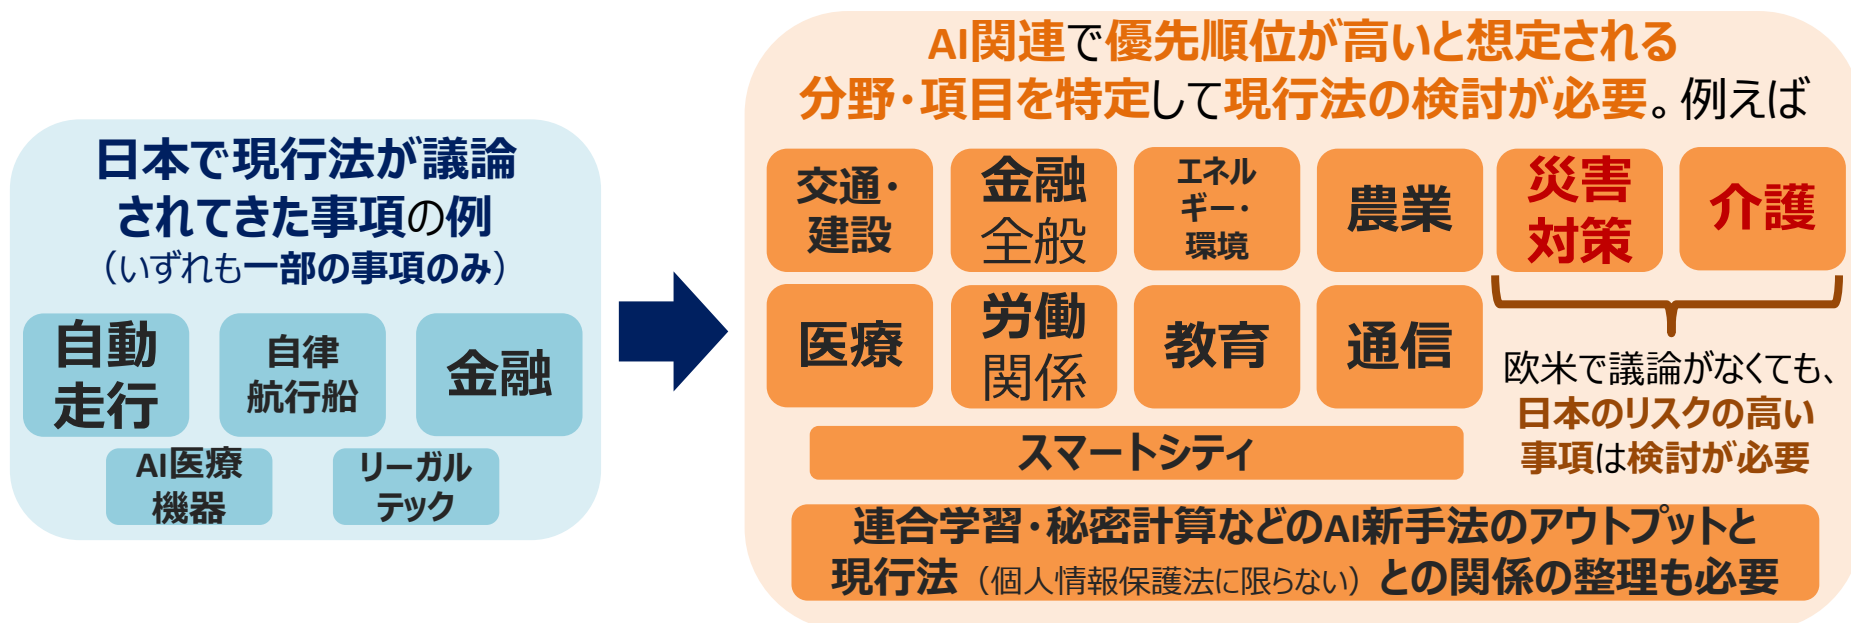 日本で現行法が議論
されてきた事項の例
（いずれも一部の事項のみ）
自動
走行
自律
航行船
金融
AI医療
機器
リーガル
テック
AI関連で優先順位が高いと想定される
分野・項目を特定して現行法の検討が必要。例えば
交通・
建設
金融
全般
エネル
ギー・
環境
農業
災害
対策
介護
医療
労働
関係
教育
通信
欧米で議論がなくても、
日本のリスクの高い
事項は検討が必要
スマートシティ
連合学習・秘密計算などのAI新手法のアウトプットと
現行法（個人情報保護法に限らない）との関係の整理も必要